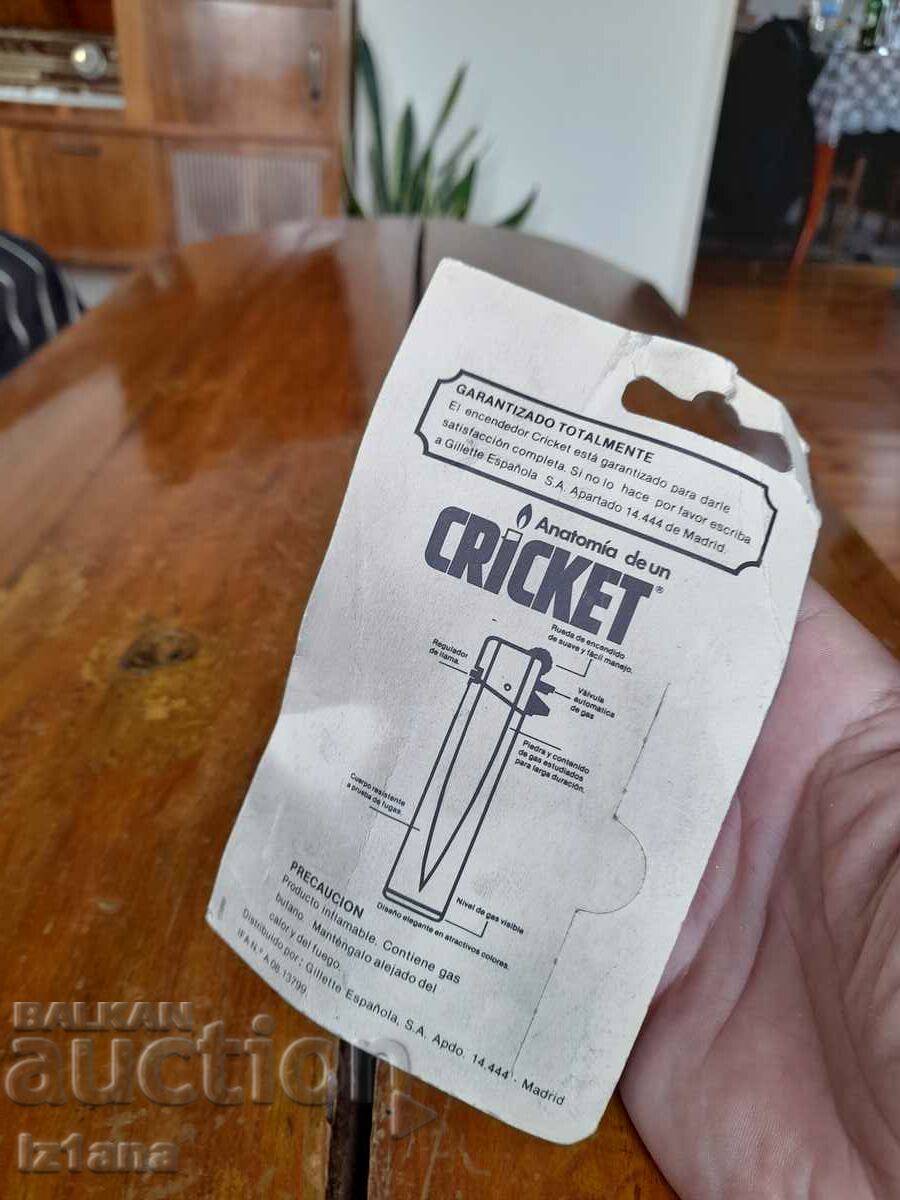 GARANTIZADO TOTALMENTE
El encendedor Cricket está garantizado para darle
satisfacción completa. Si no lo hace por favor escriba
a Gillette Española S.A. Apartado 14.444 de Madrid.
Anatomía de un
CRiCKET®
Rueda de encendido
de suave y fácil manejo.
Regulador
de llama.
Válvula
automatica
de gas
Piedra y contenido
de gas estudiados
para larga duración.
Cuerpo resistente
a prueba de fugas.
Nivel de gas visible
Diseño elegante en atractivos colores.
PRECAUCION
Producto inflamable. Contiene gas
butano. Manténgalo alejado del
calor y del fuego.
Distribuido por: Gillette Española, S.A. Apdo. 14.444 - Madrid
IFA N.º A.08.13799
BALKAN
auction
Iz1ana